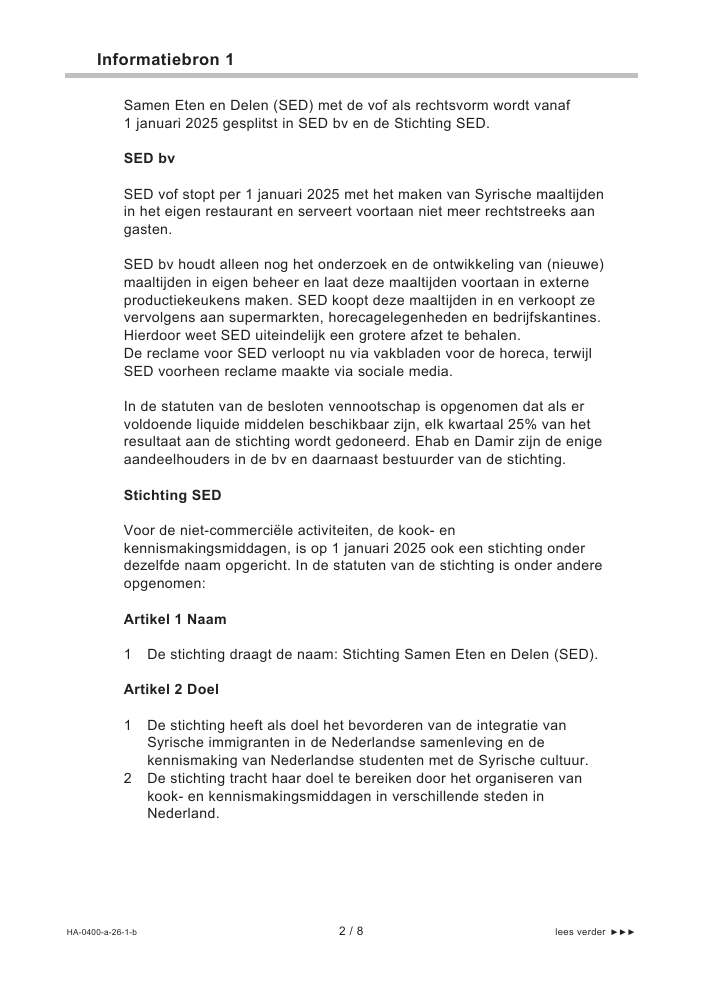 Informatiebron 1
Samen Eten en Delen (SED) met de vof als rechtsvorm wordt vanaf
1 januari 2025 gesplitst in SED bv en de Stichting SED.
SED bv
SED vof stopt per 1 januari 2025 met het maken van Syrische maaltijden
in het eigen restaurant en serveert voortaan niet meer rechtstreeks aan
gasten.
SED bv houdt alleen nog het onderzoek en de ontwikkeling van (nieuwe)
maaltijden in eigen beheer en laat deze maaltijden voortaan in externe
productiekeukens maken. SED koopt deze maaltijden in en verkoopt ze
vervolgens aan supermarkten, horecagelegenheden en bedrijfskantines.
Hierdoor weet SED uiteindelijk een grotere afzet te behalen.
De reclame voor SED verloopt nu via vakbladen voor de horeca, terwijl
SED voorheen reclame maakte via sociale media.
In de statuten van de besloten vennootschap is opgenomen dat als er
voldoende liquide middelen beschikbaar zijn, elk kwartaal 25% van het
resultaat aan de stichting wordt gedoneerd. Ehab en Damir zijn de enige
aandeelhouders in de bv en daarnaast bestuurder van de stichting.
Stichting SED
Voor de niet-commerciële activiteiten, de kook- en
kennismakingsmiddagen, is op 1 januari 2025 ook een stichting onder
dezelfde naam opgericht. In de statuten van de stichting is onder andere
opgenomen:
Artikel 1 Naam
1 De stichting draagt de naam: Stichting Samen Eten en Delen (SED).
Artikel 2 Doel
1 De stichting heeft als doel het bevorderen van de integratie van
Syrische immigranten in de Nederlandse samenleving en de
kennismaking van Nederlandse studenten met de Syrische cultuur.
2 De stichting tracht haar doel te bereiken door het organiseren van
kook- en kennismakingsmiddagen in verschillende steden in
Nederland.
HA-0400-a-26-1-b 2 / 8 lees verder ►►►